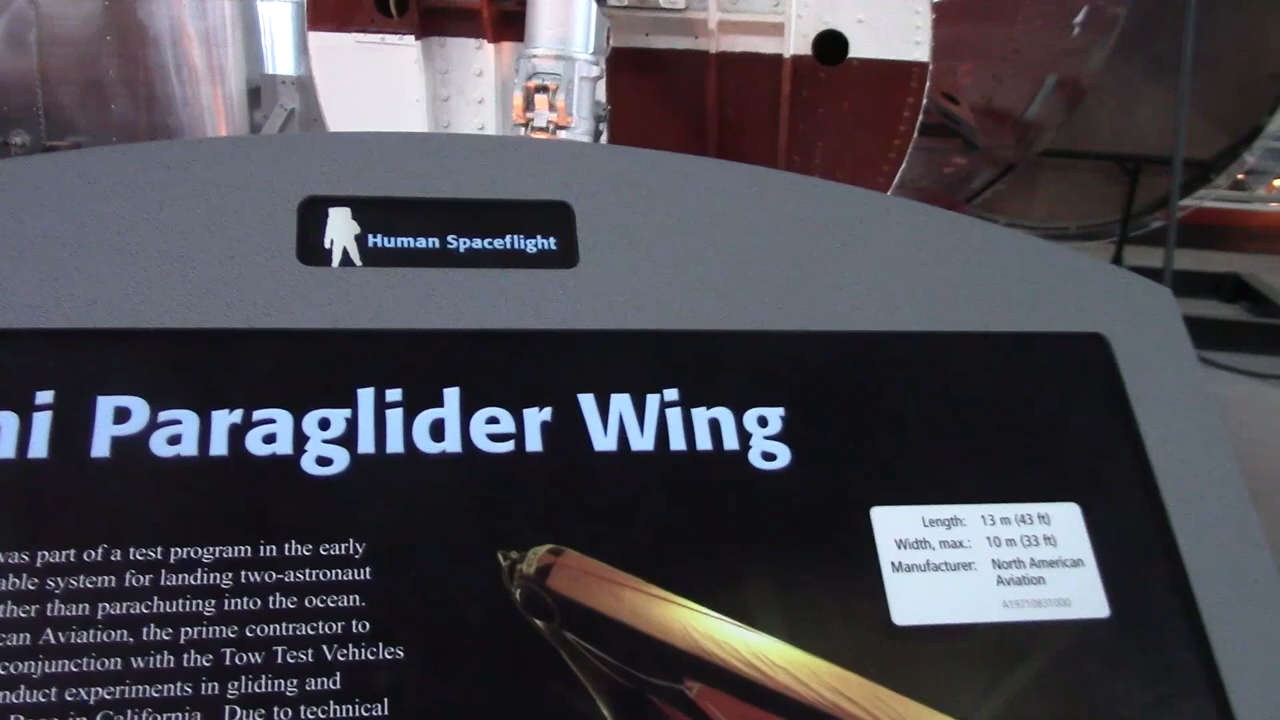 Human Spaceflight
ni Paraglider Wing
Length: 13 m (43 ft)
Width, max.: 10 m (33 ft)
Manufacturer: North American
Aviation
A19710831000
was part of a test program in the early
able system for landing two-astronaut
ther than parachuting into the ocean.
can Aviation, the prime contractor to
conjunction with the Tow Test Vehicles
nduct experiments in gliding and
Base in California. Due to technical